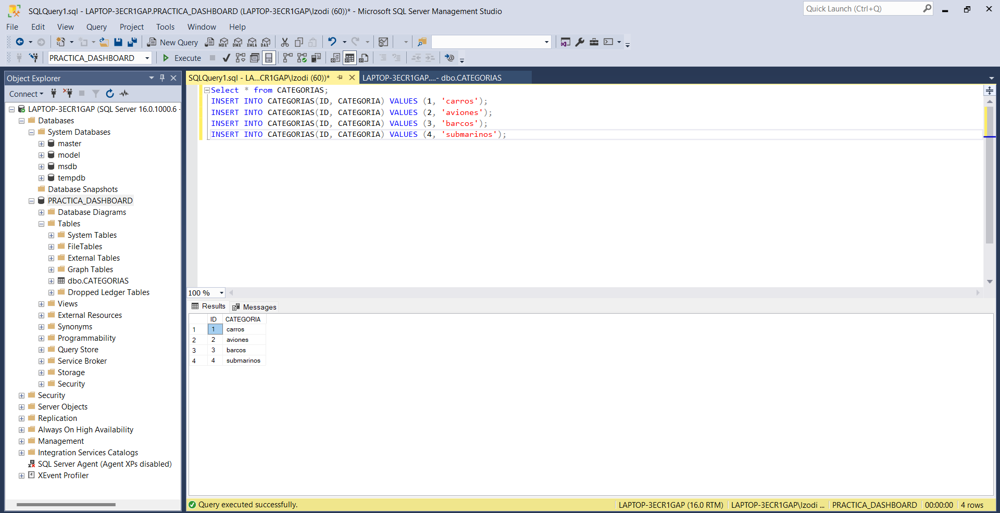 SQLQuery1.sql - LAPTOP-3ECR1GAP.PRACTICA_DASHBOARD (LAPTOP-3ECR1GAP\Izodi (60))* - Microsoft SQL Server Management Studio
Quick Launch (Ctrl+Q)
File Edit View Query Project Tools Window Help
New Query MDX DMX XMLA DAX
PRACTICA_DASHBOARD Execute
Object Explorer
Connect
LAPTOP-3ECR1GAP (SQL Server 16.0.1000.6 -
Databases
System Databases
master
model
msdb
tempdb
Database Snapshots
PRACTICA_DASHBOARD
Database Diagrams
Tables
System Tables
FileTables
External Tables
Graph Tables
dbo.CATEGORIAS
Dropped Ledger Tables
Views
External Resources
Synonyms
Programmability
Query Store
Service Broker
Storage
Security
Security
Server Objects
Replication
Always On High Availability
Management
Integration Services Catalogs
SQL Server Agent (Agent XPs disabled)
XEvent Profiler
SQLQuery1.sql - LA...CR1GAP\Izodi (60))* LAPTOP-3ECR1GAP....- dbo.CATEGORIAS
Select * from CATEGORIAS;
INSERT INTO CATEGORIAS(ID, CATEGORIA) VALUES (1, 'carros');
INSERT INTO CATEGORIAS(ID, CATEGORIA) VALUES (2, 'aviones');
INSERT INTO CATEGORIAS(ID, CATEGORIA) VALUES (3, 'barcos');
INSERT INTO CATEGORIAS(ID, CATEGORIA) VALUES (4, 'submarinos');
100 %
Results Messages
ID CATEGORIA
1 1 carros
2 2 aviones
3 3 barcos
4 4 submarinos
Query executed successfully. LAPTOP-3ECR1GAP (16.0 RTM) LAPTOP-3ECR1GAP\Izodi ... PRACTICA_DASHBOARD 00:00:00 4 rows